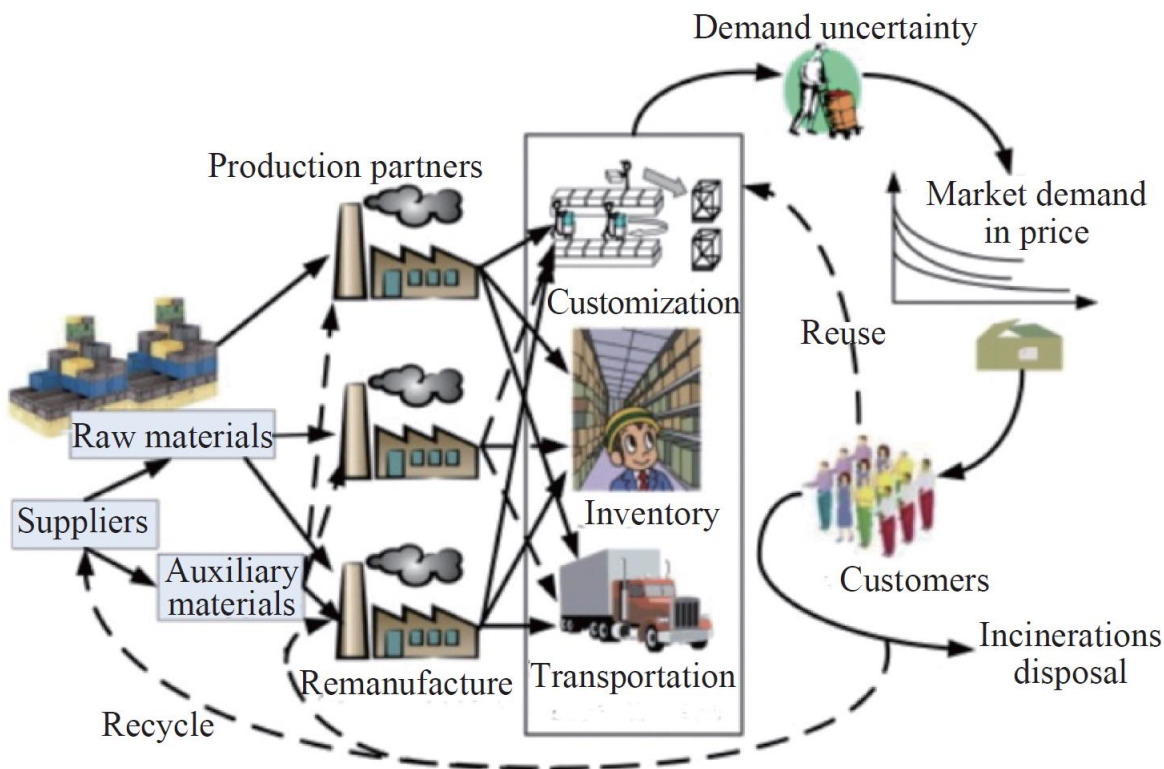 Demand uncertainty
Production partners
Market demand
in price
Customization
Reuse
Raw materials
Suppliers
Inventory
Auxiliary
materials
Customers
Incinerations
disposal
Remanufacture
Transportation
Recycle